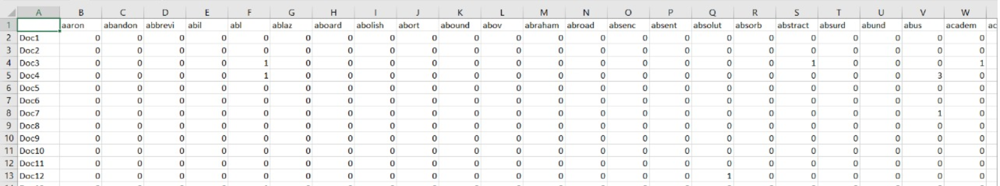 A B C D E F G H I J K L M N O P Q R S T U V W
1 aaron abandon abbrevi abil abl ablaz aboard abolish abort abound abov abraham abroad absenc absent absolut absorb abstract absurd abund abus academ ac
2 Doc1 0 0 0 0 0 0 0 0 0 0 0 0 0 0 0 0 0 0 0 0 0 0
3 Doc2 0 0 0 0 0 0 0 0 0 0 0 0 0 0 0 0 0 0 0 0 0 0
4 Doc3 0 0 0 0 1 0 0 0 0 0 0 0 0 0 0 0 0 1 0 0 0 1
5 Doc4 0 0 0 0 1 0 0 0 0 0 0 0 0 0 0 0 0 0 0 0 3 0
6 Doc5 0 0 0 0 0 0 0 0 0 0 0 0 0 0 0 0 0 0 0 0 0 0
7 Doc6 0 0 0 0 0 0 0 0 0 0 0 0 0 0 0 0 0 0 0 0 0 0
8 Doc7 0 0 0 0 0 0 0 0 0 0 0 0 0 0 0 0 0 0 0 0 1 0
9 Doc8 0 0 0 0 0 0 0 0 0 0 0 0 0 0 0 0 0 0 0 0 0 0
10 Doc9 0 0 0 0 0 0 0 0 0 0 0 0 0 0 0 0 0 0 0 0 0 0
11 Doc10 0 0 0 0 0 0 0 0 0 0 0 0 0 0 0 0 0 0 0 0 0 0
12 Doc11 0 0 0 0 0 0 0 0 0 0 0 0 0 0 0 0 0 0 0 0 0 0
13 Doc12 0 0 0 0 0 0 0 0 0 0 0 0 0 0 0 1 0 0 0 0 0 0